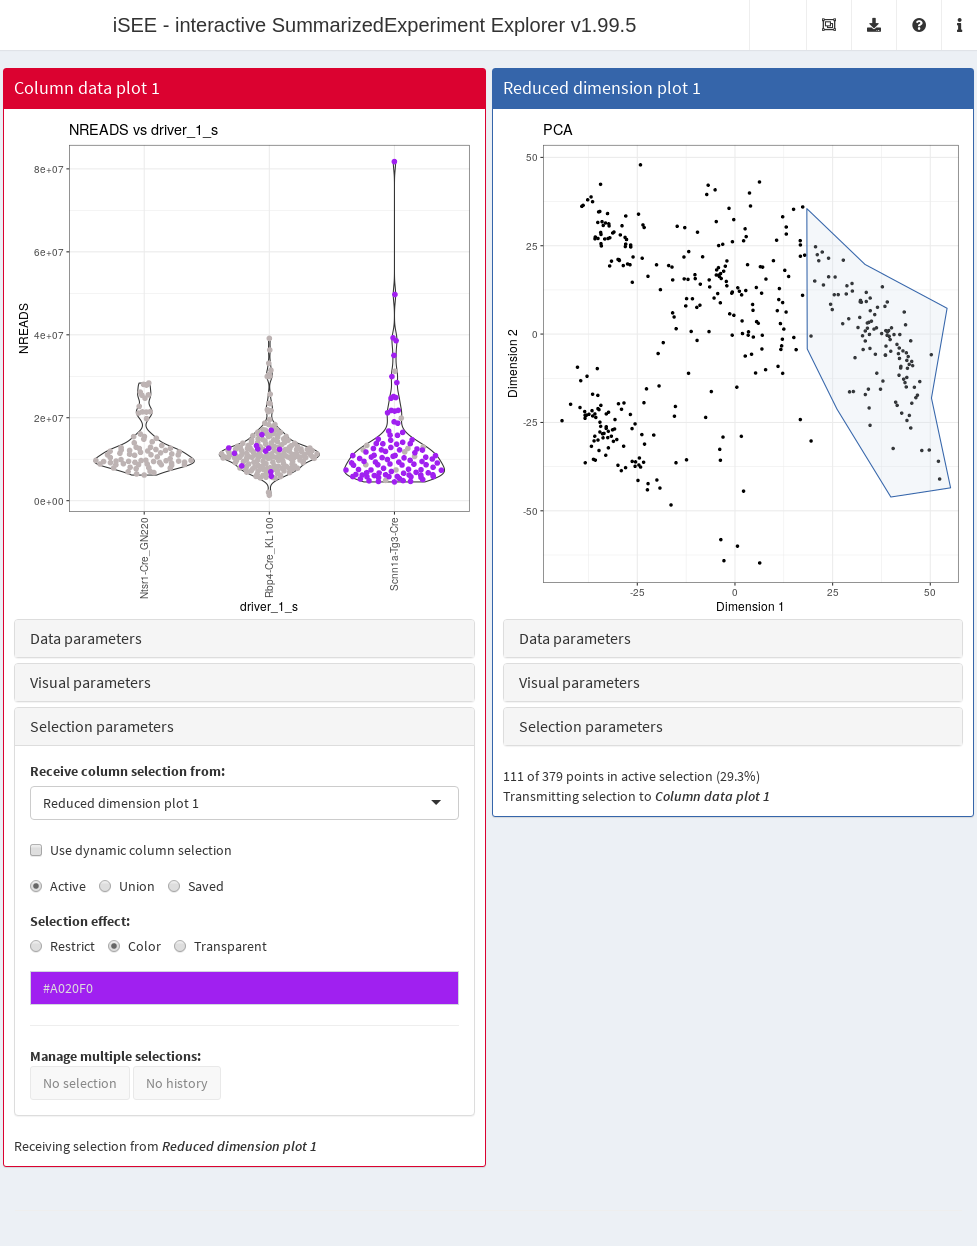 iSEE - interactive SummarizedExperiment Explorer v1.99.5
Column data plot 1
NREADS vs driver_1_s
8e+07
6e+07
4e+07
2e+07
0e+00
NREADS
Ntsr1-Cre_GN220
Rbp4-Cre_KL100
Scnn1a-Tg3-Cre
driver_1_s
Data parameters
Visual parameters
Selection parameters
Receive column selection from:
Reduced dimension plot 1
Use dynamic column selection
Active Union Saved
Selection effect:
Restrict Color Transparent
#A020F0
Manage multiple selections:
No selection No history
Receiving selection from Reduced dimension plot 1
Reduced dimension plot 1
PCA
50
25
0
-25
-50
Dimension 2
-25 0 25 50
Dimension 1
Data parameters
Visual parameters
Selection parameters
111 of 379 points in active selection (29.3%)
Transmitting selection to Column data plot 1